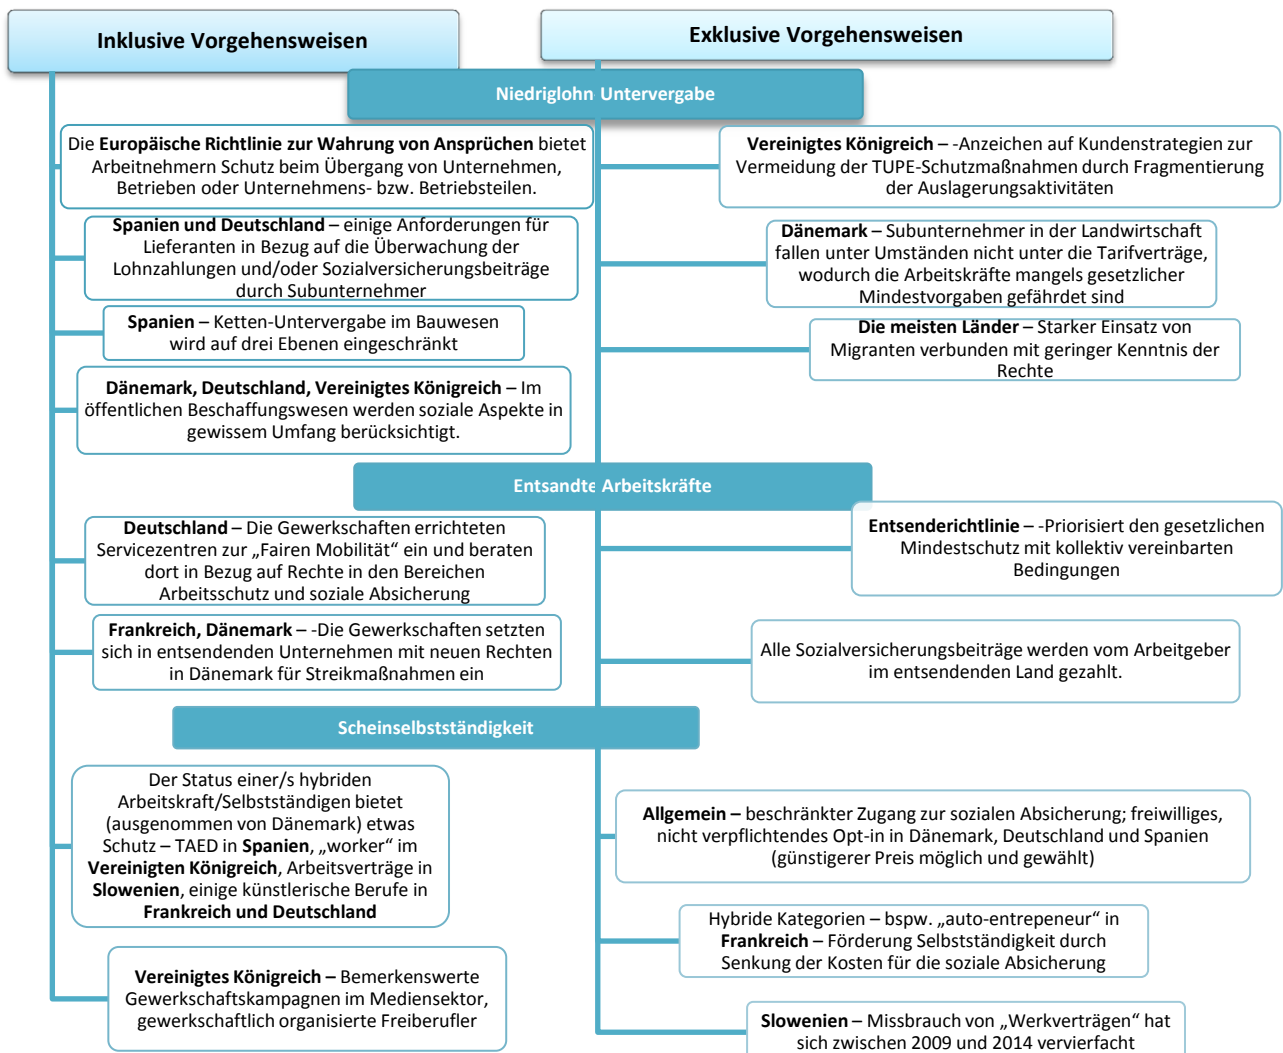 Inklusive Vorgehensweisen
Exklusive Vorgehensweisen
Niedriglohn-Untervergabe
Die Europäische Richtlinie zur Wahrung von Ansprüchen bietet
Arbeitnehmern Schutz beim Übergang von Unternehmen,
Betrieben oder Unternehmens- bzw. Betriebsteilen.
Spanien und Deutschland – einige Anforderungen für
Lieferanten in Bezug auf die Überwachung der
Lohnzahlungen und/oder Sozialversicherungsbeiträge
durch Subunternehmer
Spanien – Ketten-Untervergabe im Bauwesen
wird auf drei Ebenen eingeschränkt
Dänemark, Deutschland, Vereinigtes Königreich – Im
öffentlichen Beschaffungswesen werden soziale Aspekte in
gewissem Umfang berücksichtigt.
Vereinigtes Königreich – -Anzeichen auf Kundenstrategien zur
Vermeidung der TUPE-Schutzmaßnahmen durch Fragmentierung
der Auslagerungsaktivitäten
Dänemark – Subunternehmer in der Landwirtschaft
fallen unter Umständen nicht unter die Tarifverträge,
wodurch die Arbeitskräfte mangels gesetzlicher
Mindestvorgaben gefährdet sind
Die meisten Länder – Starker Einsatz von
Migranten verbunden mit geringer Kenntnis der
Rechte
Entsandte Arbeitskräfte
Deutschland – Die Gewerkschaften errichteten
Servicezentren zur „Fairen Mobilität“ ein und beraten
dort in Bezug auf Rechte in den Bereichen
Arbeitsschutz und soziale Absicherung
Frankreich, Dänemark – -Die Gewerkschaften setzten
sich in entsendenden Unternehmen mit neuen Rechten
in Dänemark für Streikmaßnahmen ein
Entsenderichtlinie – -Priorisiert den gesetzlichen
Mindestschutz mit kollektiv vereinbarten
Bedingungen
Alle Sozialversicherungsbeiträge werden vom Arbeitgeber
im entsendenden Land gezahlt.
Scheinselbstständigkeit
Der Status einer/s hybriden
Arbeitskraft/Selbstständigen bietet
(ausgenommen von Dänemark) etwas
Schutz – TAED in Spanien, „worker“ im
Vereinigten Königreich, Arbeitsverträge in
Slowenien, einige künstlerische Berufe in
Frankreich und Deutschland
Vereinigtes Königreich – Bemerkenswerte
Gewerkschaftskampagnen im Mediensektor,
gewerkschaftlich organisierte Freiberufler
Allgemein – beschränkter Zugang zur sozialen Absicherung; freiwilliges,
nicht verpflichtendes Opt-in in Dänemark, Deutschland und Spanien
(günstigerer Preis möglich und gewählt)
Hybride Kategorien – bspw. „auto-entrepeneur“ in
Frankreich – Förderung Selbstständigkeit durch
Senkung der Kosten für die soziale Absicherung
Slowenien – Missbrauch von „Werkverträgen“ hat
sich zwischen 2009 und 2014 vervierfacht